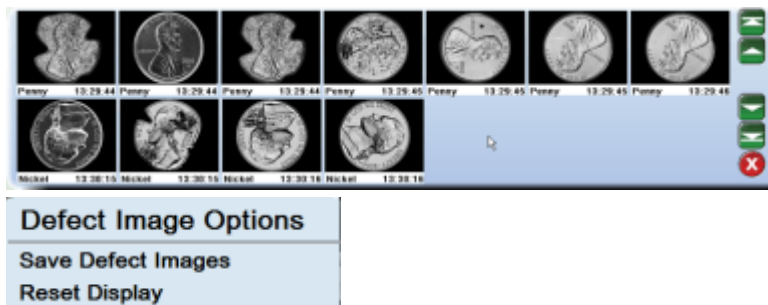 Penny 13:29:44 Penny 13:29:44 Penny 13:29:44 Penny 13:29:45 Penny 13:29:45 Penny 13:29:45 Penny 13:29:46
Nickel 13:30:15 Nickel 13:30:15 Nickel 13:30:16 Nickel 13:30:16
Defect Image Options
Save Defect Images
Reset Display